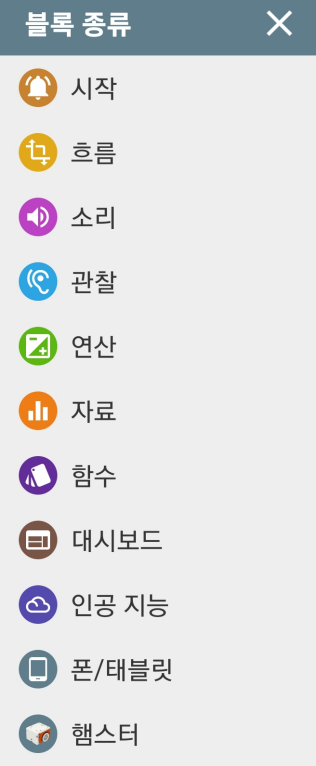 블록 종류
시작
흐름
소리
관찰
연산
자료
함수
대시보드
인공 지능
폰/태블릿
햄스터